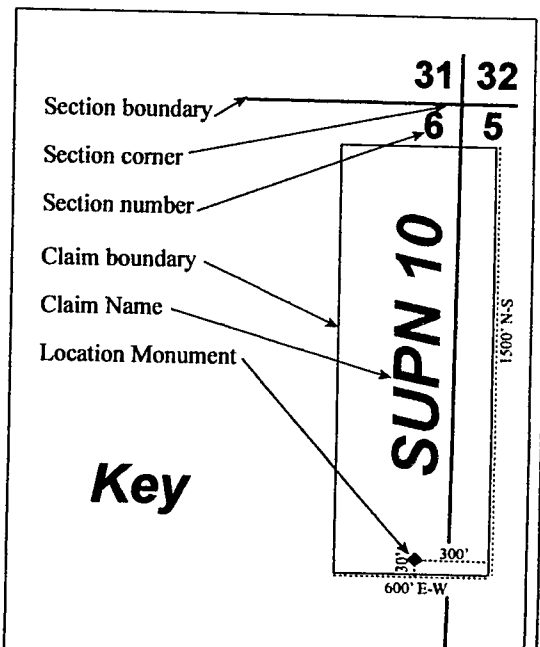 31 32
Section boundary
6 5
Section corner
Section number
Claim boundary
Claim Name
Location Monument
SUPN 10
1500' N-S
Key
30'
300'
600' E-W